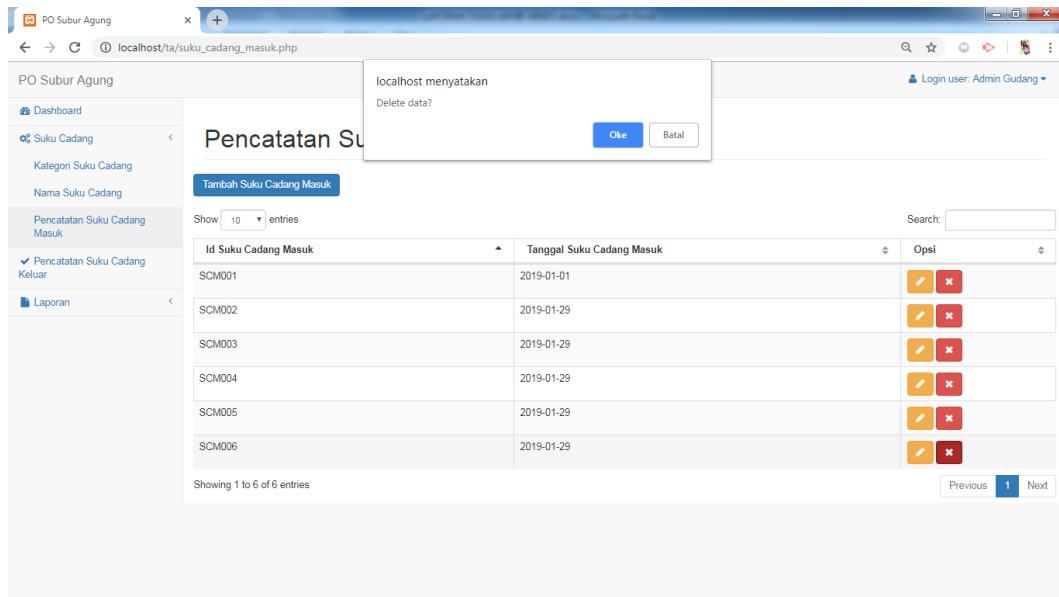 PO Subur Agung
localhost/ta/suku_cadang_masuk.php
PO Subur Agung
Login user: Admin Gudang
localhost menyatakan
Delete data?
Oke Batal
Dashboard
Suku Cadang
Kategori Suku Cadang
Nama Suku Cadang
Pencatatan Suku Cadang
Masuk
Pencatatan Suku Cadang
Keluar
Laporan
Pencatatan Su
Tambah Suku Cadang Masuk
Show 10 entries Search:
Id Suku Cadang Masuk Tanggal Suku Cadang Masuk Opsi
SCM001 2019-01-01
SCM002 2019-01-29
SCM003 2019-01-29
SCM004 2019-01-29
SCM005 2019-01-29
SCM006 2019-01-29
Showing 1 to 6 of 6 entries Previous 1 Next